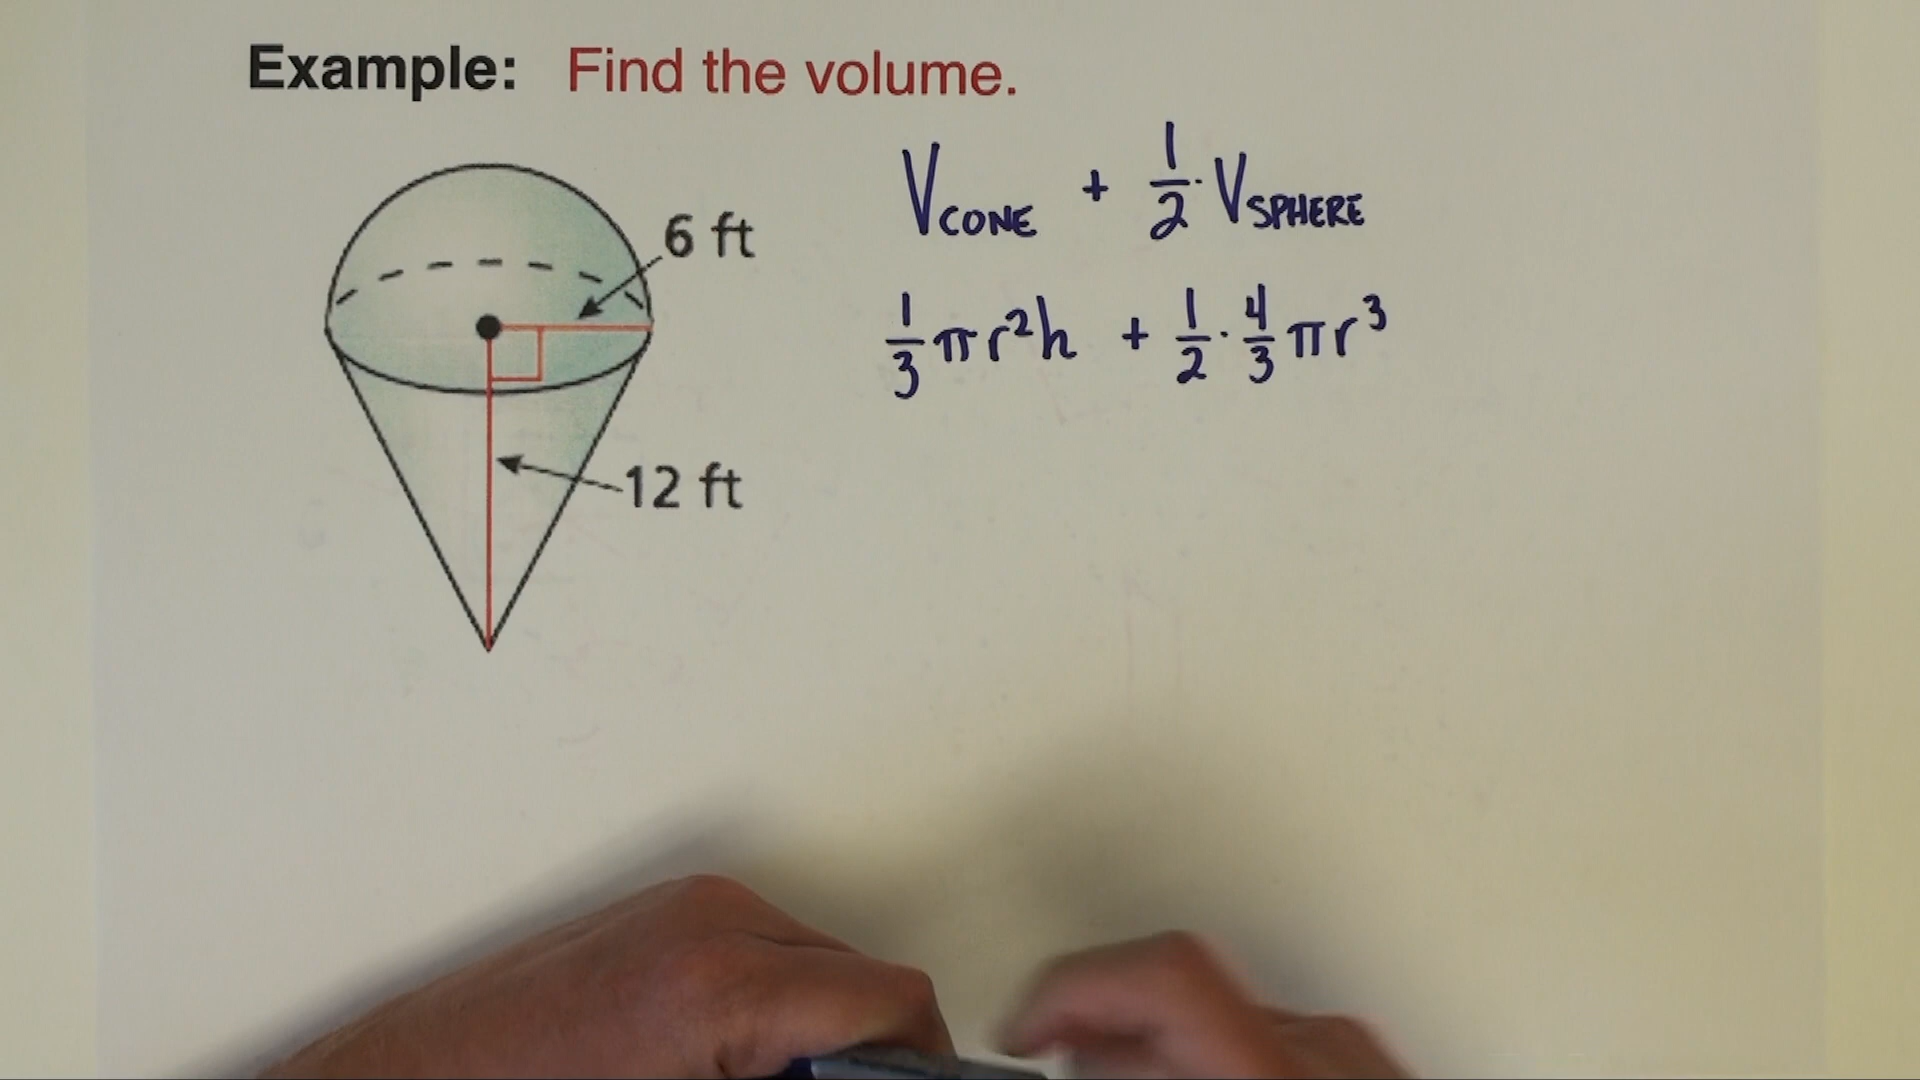 Example: Find the volume.
V_CONE + 1/2 · V_SPHERE
6 ft
1/3 πr²h + 1/2 · 4/3 πr³
12 ft